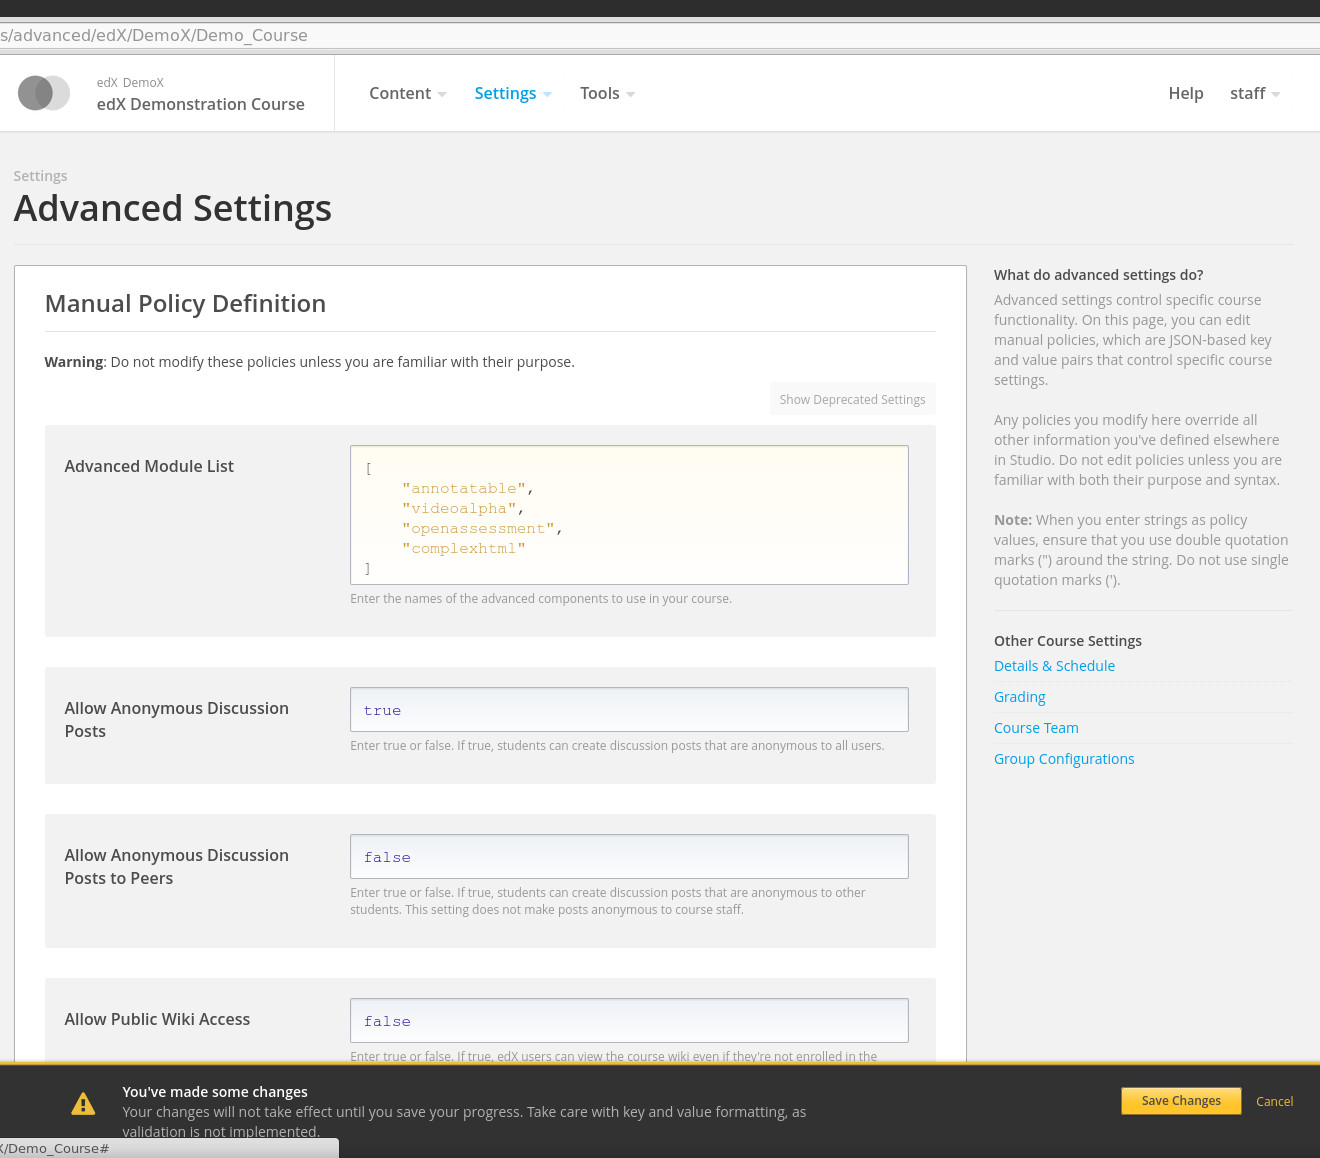 s/advanced/edX/DemoX/Demo_Course
edX DemoX
edX Demonstration Course
Content
Settings
Tools
Help
staff
Settings
Advanced Settings
Manual Policy Definition
Warning: Do not modify these policies unless you are familiar with their purpose.
Show Deprecated Settings
Advanced Module List
[
"annotatable",
"videoalpha",
"openassessment",
"complexhtml"
]
Enter the names of the advanced components to use in your course.
Allow Anonymous Discussion
Posts
true
Enter true or false. If true, students can create discussion posts that are anonymous to all users.
Allow Anonymous Discussion
Posts to Peers
false
Enter true or false. If true, students can create discussion posts that are anonymous to other
students. This setting does not make posts anonymous to course staff.
Allow Public Wiki Access
false
Enter true or false. If true, edX users can view the course wiki even if they're not enrolled in the
What do advanced settings do?
Advanced settings control specific course
functionality. On this page, you can edit
manual policies, which are JSON-based key
and value pairs that control specific course
settings.
Any policies you modify here override all
other information you've defined elsewhere
in Studio. Do not edit policies unless you are
familiar with both their purpose and syntax.
Note: When you enter strings as policy
values, ensure that you use double quotation
marks (") around the string. Do not use single
quotation marks (').
Other Course Settings
Details & Schedule
Grading
Course Team
Group Configurations
You've made some changes
Your changes will not take effect until you save your progress. Take care with key and value formatting, as
validation is not implemented.
Save Changes
Cancel
X/Demo_Course#